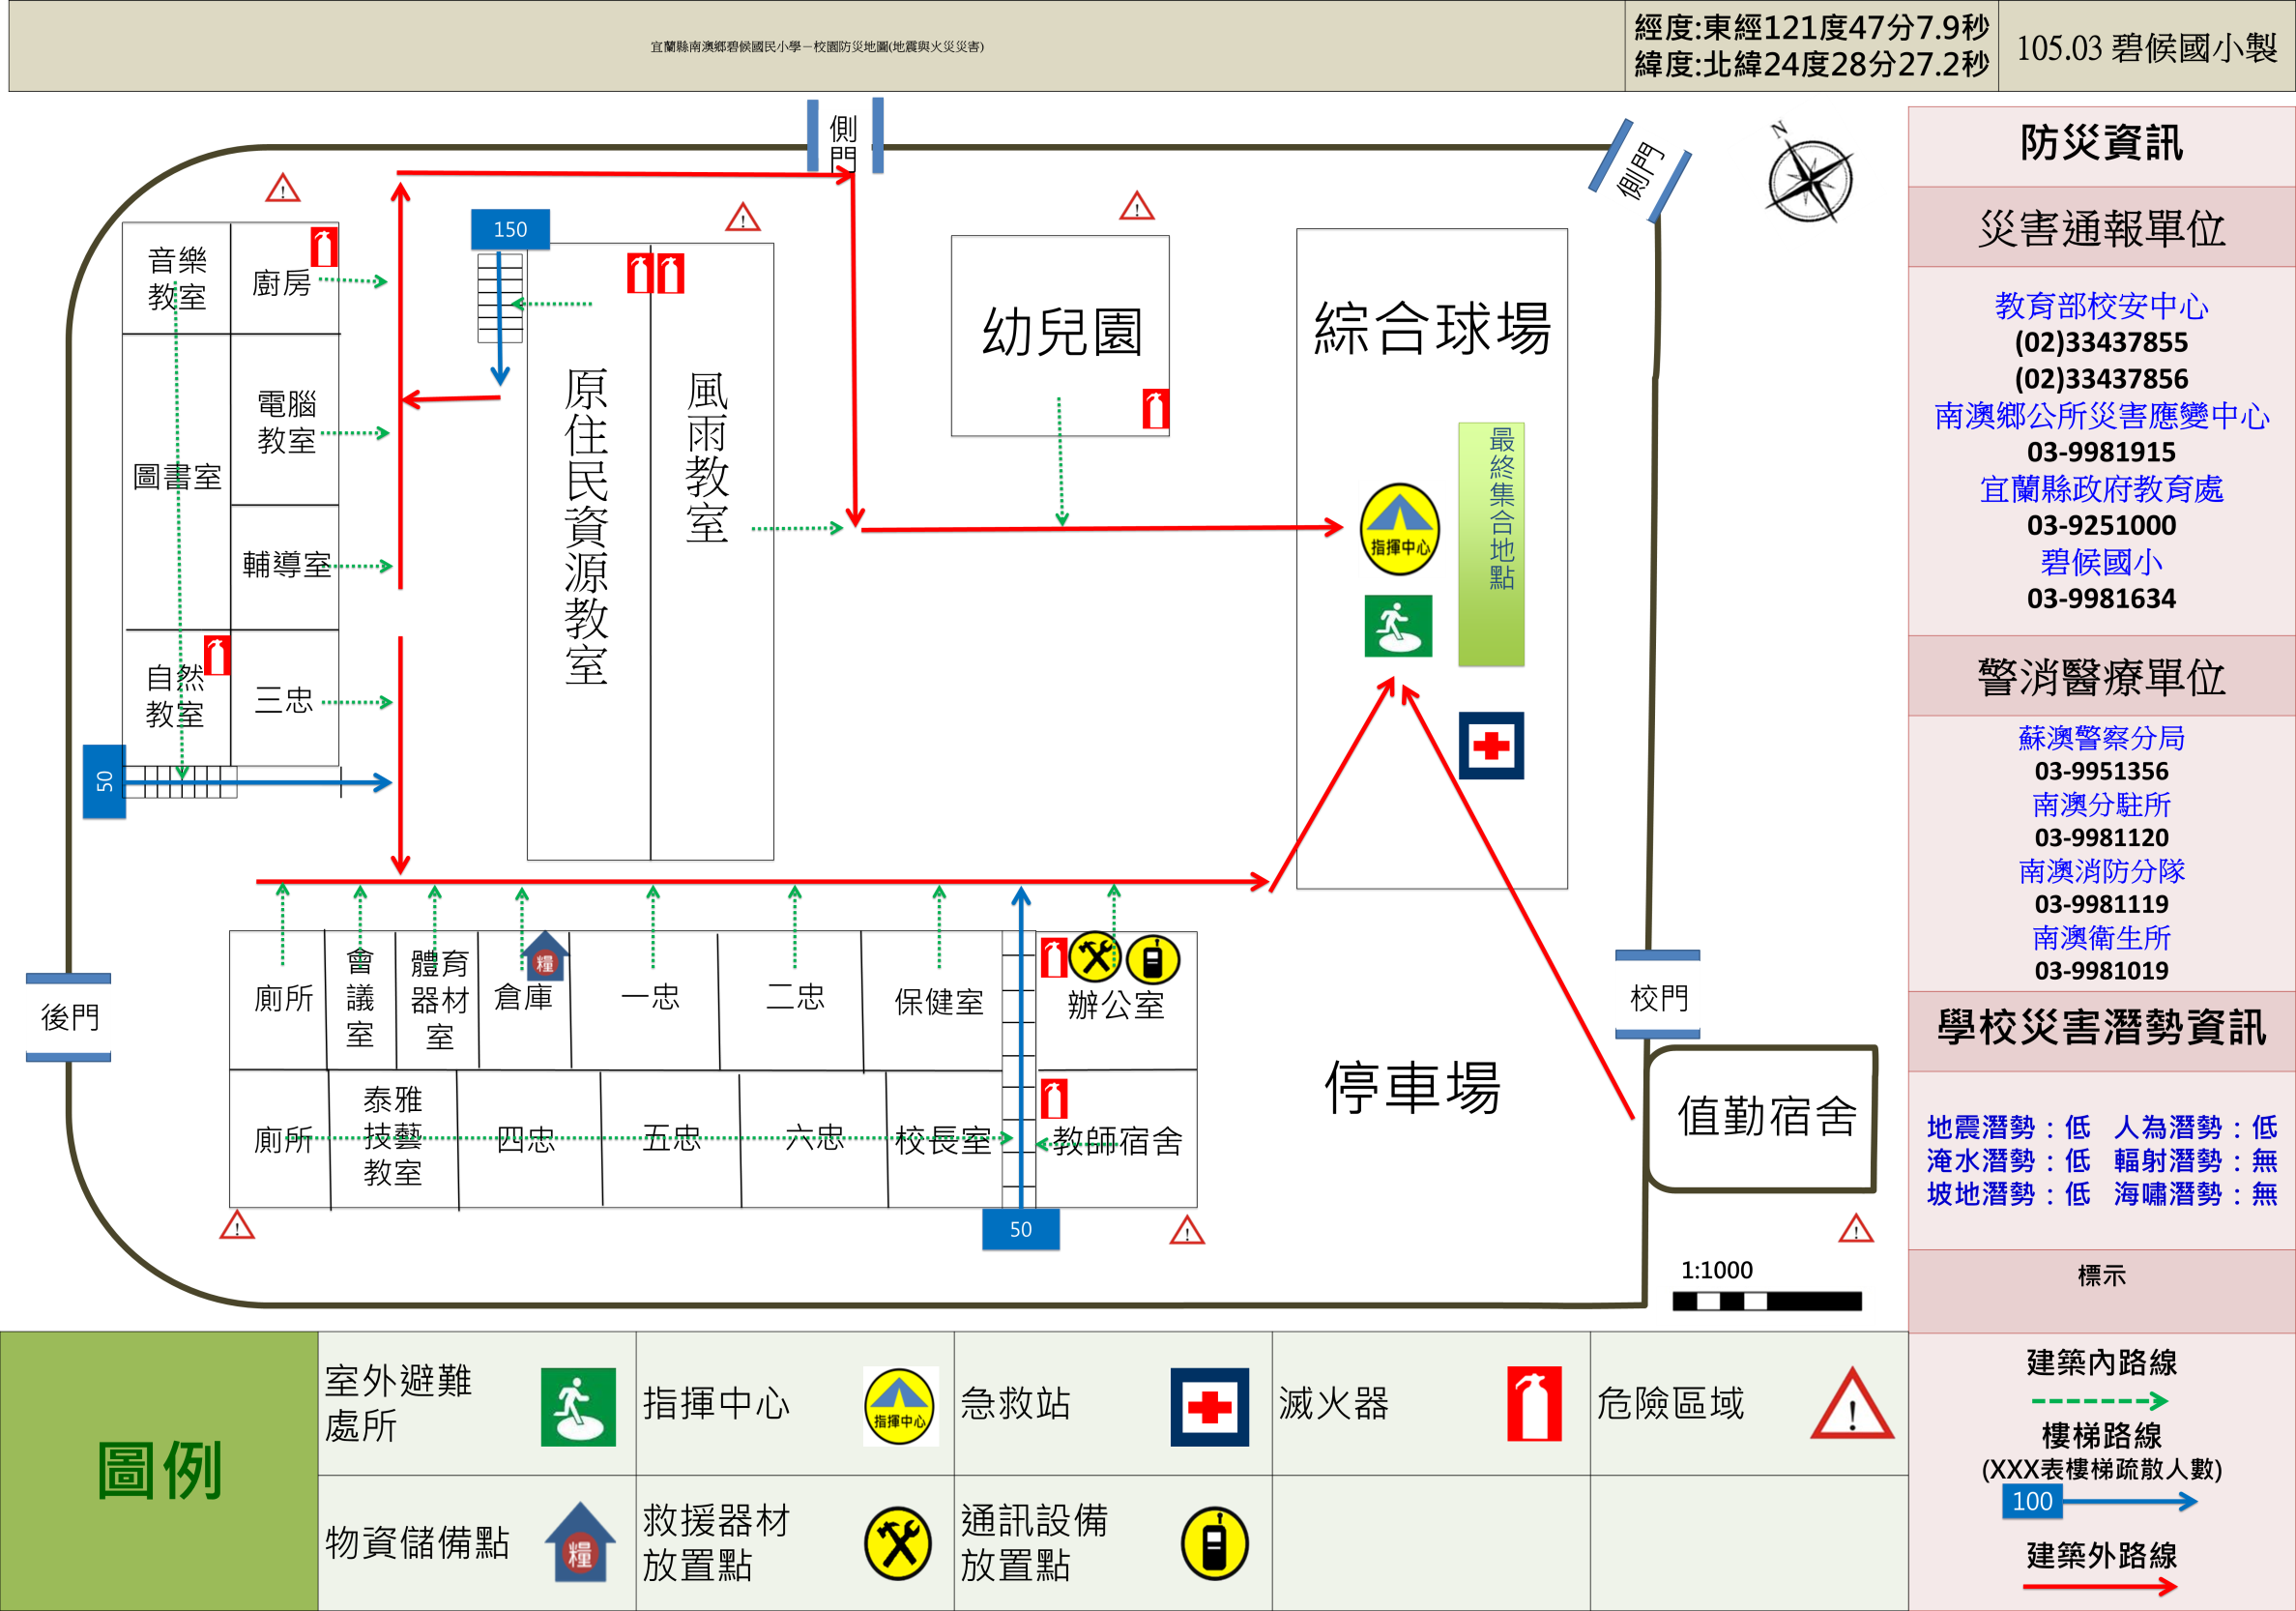 宜蘭縣南澳鄉碧候國民小學－校園防災地圖(地震與火災災害)
經度:東經121度47分7.9秒
緯度:北緯24度28分27.2秒
105.03 碧候國小製
側門
側門
N
150
音樂
教室
廚房
電腦
教室
圖書室
輔導室
自然
教室
三忠
50
原住民資源教室
風雨教室
幼兒園
綜合球場
最終集合地點
指揮中心
後門
廁所
會議室
體育
器材
室
糧
倉庫
一忠
二忠
保健室
辦公室
廁所
泰雅
技藝
教室
四忠
五忠
六忠
校長室
教師宿舍
50
停車場
校門
值勤宿舍
1:1000
防災資訊
災害通報單位
教育部校安中心
(02)33437855
(02)33437856
南澳鄉公所災害應變中心
03-9981915
宜蘭縣政府教育處
03-9251000
碧候國小
03-9981634
警消醫療單位
蘇澳警察分局
03-9951356
南澳分駐所
03-9981120
南澳消防分隊
03-9981119
南澳衛生所
03-9981019
學校災害潛勢資訊
地震潛勢：低 人為潛勢：低
淹水潛勢：低 輻射潛勢：無
坡地潛勢：低 海嘯潛勢：無
標示
建築內路線
樓梯路線
(XXX表樓梯疏散人數)
100
建築外路線
圖例
室外避難
處所
指揮中心
指揮中心
急救站
滅火器
危險區域
物資儲備點
糧
救援器材
放置點
通訊設備
放置點